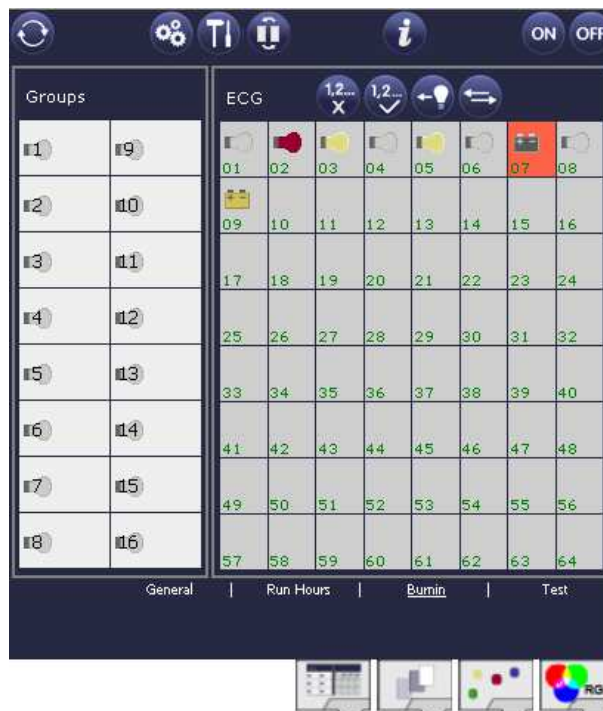 i ON OFF
Groups
ECG 1,2... 1,2...
1 9
2 10
3 11
4 12
5 13
6 14
7 15
8 16
01 02 03 04 05 06 07 08
09 10 11 12 13 14 15 16
17 18 19 20 21 22 23 24
25 26 27 28 29 30 31 32
33 34 35 36 37 38 39 40
41 42 43 44 45 46 47 48
49 50 51 52 53 54 55 56
57 58 59 60 61 62 63 64
General | Run Hours | Burnin | Test
RG